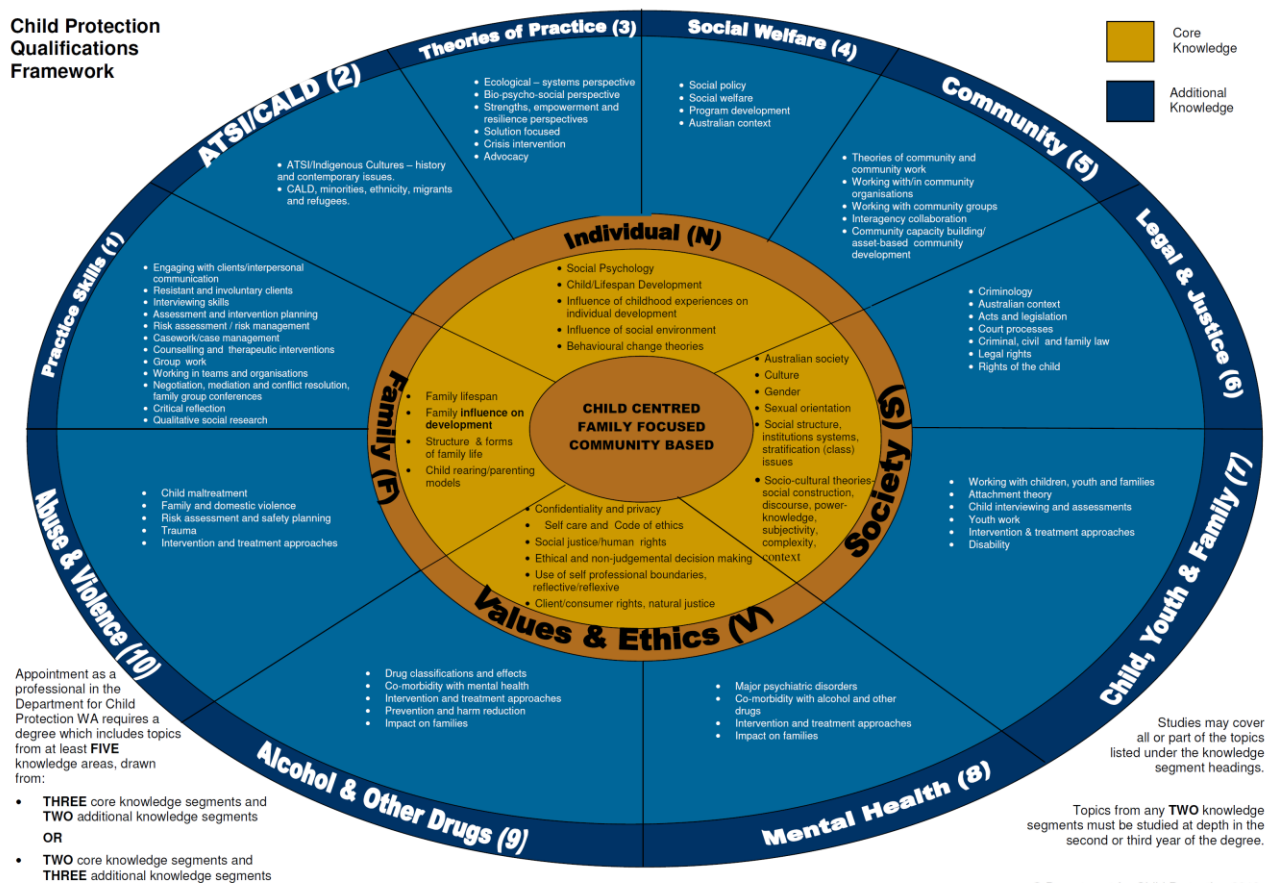 Child Protection
Qualifications
Framework
Core
Knowledge
Additional
Knowledge
Practice Skills (1)
• Engaging with clients/interpersonal
communication
• Resistant and involuntary clients
• Interviewing skills
• Assessment and intervention planning
• Risk assessment / risk management
• Casework/case management
• Counselling and therapeutic interventions
• Group work
• Working in teams and organisations
• Negotiation, mediation and conflict resolution,
family group conferences
• Critical reflection
• Qualitative social research
ATSI/CALD (2)
• ATSI/Indigenous Cultures – history
and contemporary issues.
• CALD, minorities, ethnicity, migrants
and refugees.
Theories of Practice (3)
• Ecological – systems perspective
• Bio-psycho-social perspective
• Strengths, empowerment and
resilience perspectives
• Solution focused
• Crisis intervention
• Advocacy
Social Welfare (4)
• Social policy
• Social welfare
• Program development
• Australian context
Community (5)
• Theories of community and
community work
• Working with/in community
organisations
• Working with community groups
• Interagency collaboration
• Community capacity building/
asset-based community
development
Legal & Justice (6)
• Criminology
• Australian context
• Acts and legislation
• Court processes
• Criminal, civil and family law
• Legal rights
• Rights of the child
Child, Youth & Family (7)
• Working with children, youth and families
• Attachment theory
• Child interviewing and assessments
• Youth work
• Intervention & treatment approaches
• Disability
Mental Health (8)
• Major psychiatric disorders
• Co-morbidity with alcohol and other
drugs
• Intervention and treatment approaches
• Impact on families
Alcohol & Other Drugs (9)
• Drug classifications and effects
• Co-morbidity with mental health
• Intervention and treatment approaches
• Prevention and harm reduction
• Impact on families
Abuse & Violence (10)
• Child maltreatment
• Family and domestic violence
• Risk assessment and safety planning
• Trauma
• Intervention and treatment approaches
Individual (N)
• Social Psychology
• Child/Lifespan Development
• Influence of childhood experiences on
individual development
• Influence of social environment
• Behavioural change theories
Family (F)
• Family lifespan
• Family influence on
development
• Structure & forms
of family life
• Child rearing/parenting
models
CHILD CENTRED
FAMILY FOCUSED
COMMUNITY BASED
Society (S)
• Australian society
• Culture
• Gender
• Sexual orientation
• Social structure,
institutions systems,
stratification (class)
issues
• Socio-cultural theories-
social construction,
discourse, power-
knowledge,
subjectivity,
complexity,
context
Values & Ethics (V)
• Confidentiality and privacy
• Self care and Code of ethics
• Social justice/human rights
• Ethical and non-judgemental decision making
• Use of self professional boundaries,
reflective/reflexive
• Client/consumer rights, natural justice
Appointment as a
professional in the
Department for Child
Protection WA requires a
degree which includes topics
from at least FIVE
knowledge areas, drawn
from:
• THREE core knowledge segments and
TWO additional knowledge segments
OR
• TWO core knowledge segments and
THREE additional knowledge segments
Studies may cover
all or part of the topics
listed under the knowledge
segment headings.
Topics from any TWO knowledge
segments must be studied at depth in the
second or third year of the degree.